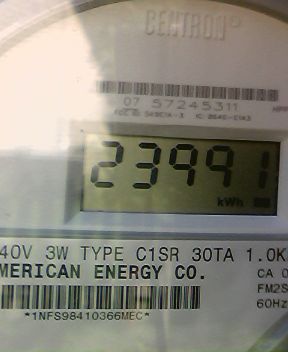 CENTRON®
07 57245311
23991
kWh
40V 3W TYPE C1SR 30TA 1.0K
MERICAN ENERGY CO.
CA 0
FM2S
60Hz
*1NFS98410366MEC*